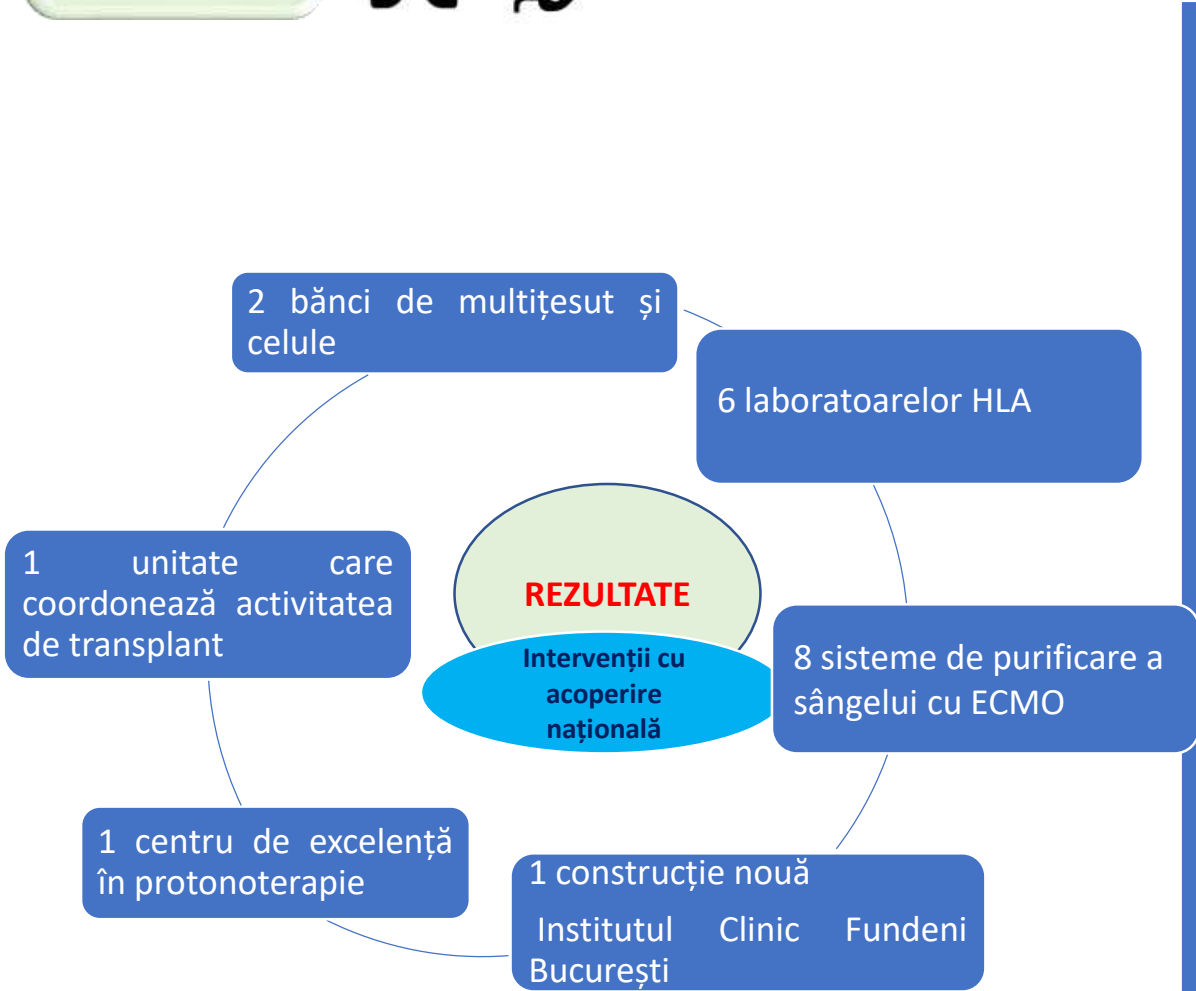 2 bănci de multițesut și
celule
6 laboratoarelor HLA
1 unitate care
coordonează activitatea
de transplant
REZULTATE
Intervenții cu
acoperire
națională
8 sisteme de purificare a
sângelui cu ECMO
1 centru de excelență
în protonoterapie
1 construcție nouă
Institutul Clinic Fundeni
București